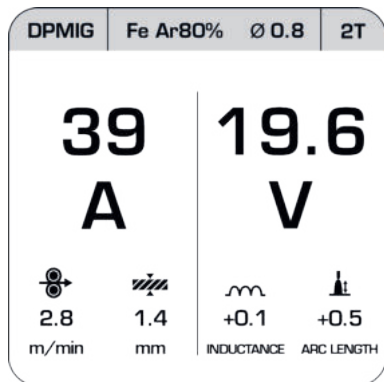 DPMIG Fe Ar80% Ø 0.8 2T
39 19.6
A V
2.8 1.4 +0.1 +0.5
m/min mm INDUCTANCE ARC LENGTH